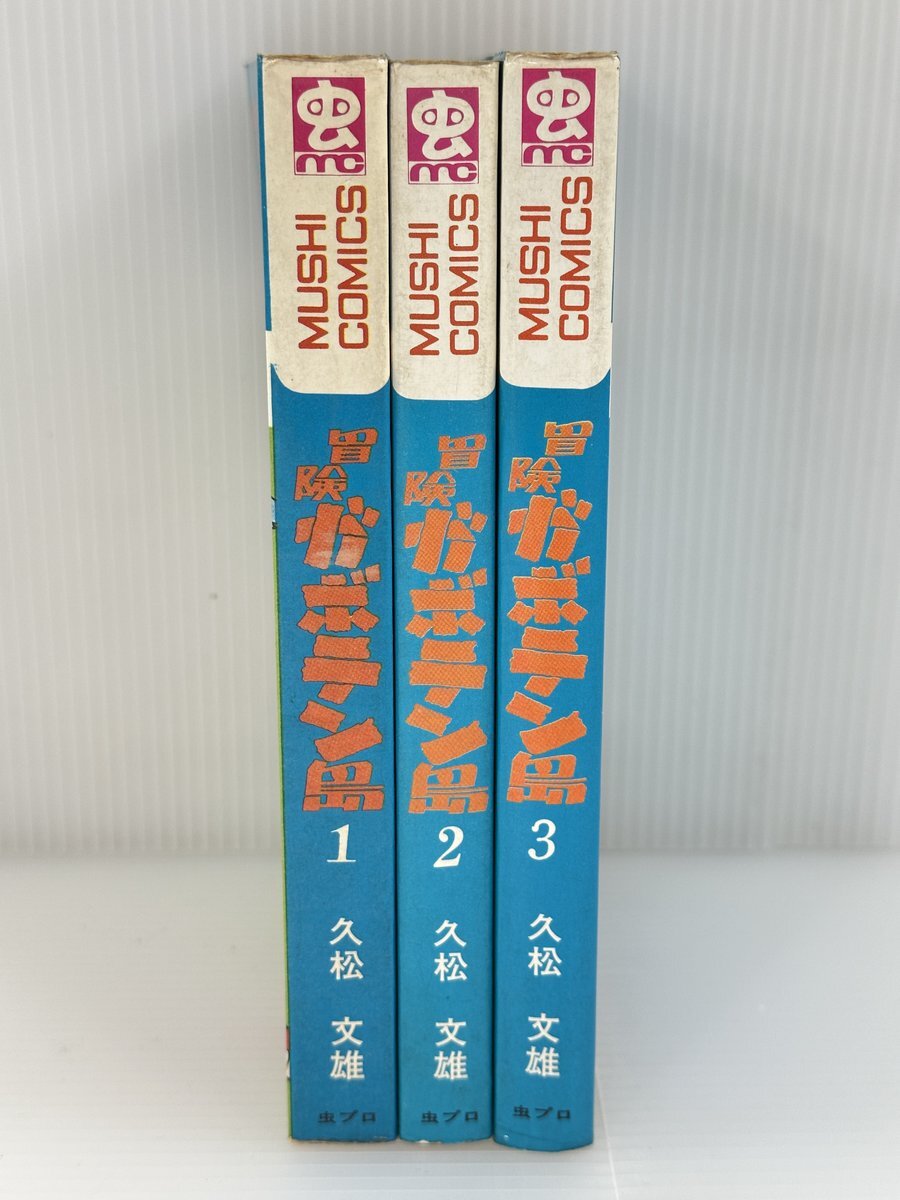 虫
mc
MUSHI
COMICS
冒険
ガボテン島
1
久松 文雄
虫プロ
虫
mc
MUSHI
COMICS
冒険
ガボテン島
2
久松 文雄
虫プロ
虫
mc
MUSHI
COMICS
冒険
ガボテン島
3
久松 文雄
虫プロ